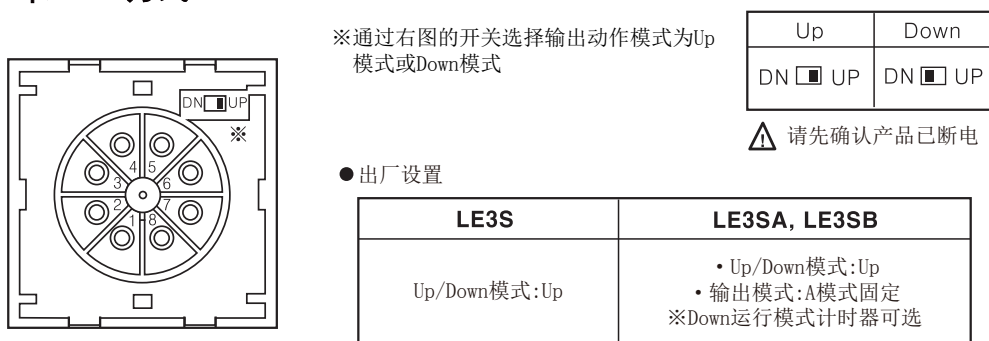 ※通过右图的开关选择输出动作模式为Up
模式或Down模式
Up Down
DN UP DN UP
请先确认产品已断电
DN UP
※
4 5
3 6
2 7
1 8
●出厂设置
LE3S LE3SA, LE3SB
Up/Down模式:Up
•Up/Down模式:Up
•输出模式:A模式固定
※Down运行模式计时器可选